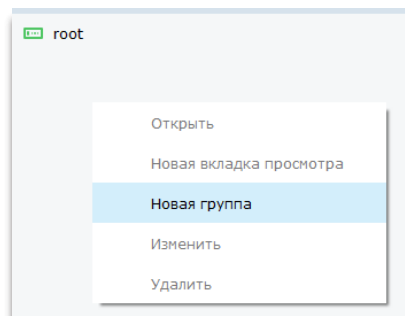 root
Открыть
Новая вкладка просмотра
Новая группа
Изменить
Удалить